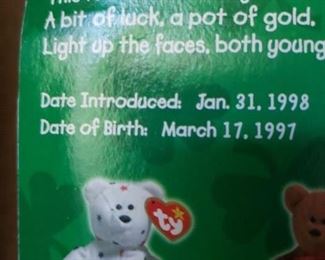 A bit of luck, a pot of gold,
Light up the faces, both young
Date Introduced: Jan. 31, 1998
Date of Birth: March 17, 1997
ty